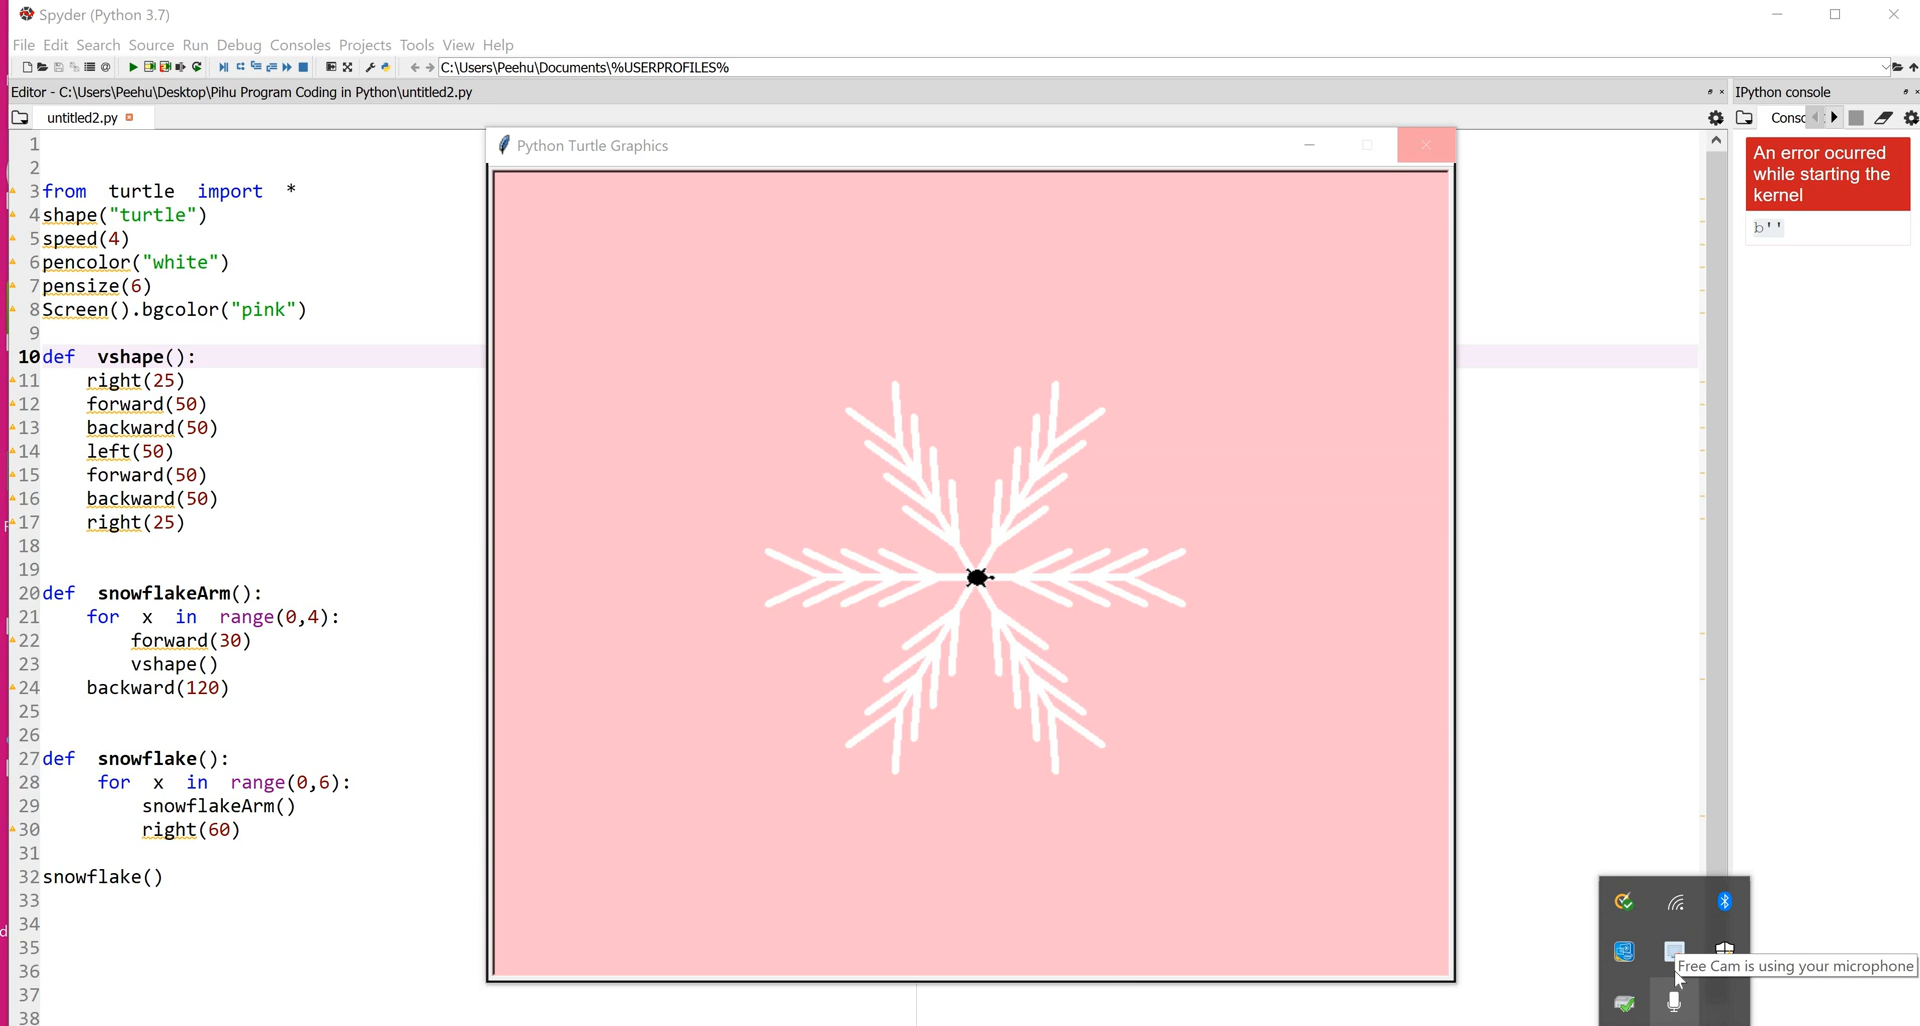 Spyder (Python 3.7)
File Edit Search Source Run Debug Consoles Projects Tools View Help
C:\Users\Peehu\Documents\%USERPROFILES%
Editor - C:\Users\Peehu\Desktop\Pihu Program Coding in Python\untitled2.py
IPython console
untitled2.py
Conso
Python Turtle Graphics
An error ocurred
while starting the
kernel
b''
1
2
3 from turtle import *
4 shape("turtle")
5 speed(4)
6 pencolor("white")
7 pensize(6)
8 Screen().bgcolor("pink")
9
10 def vshape():
11 right(25)
12 forward(50)
13 backward(50)
14 left(50)
15 forward(50)
16 backward(50)
17 right(25)
18
19
20 def snowflakeArm():
21 for x in range(0,4):
22 forward(30)
23 vshape()
24 backward(120)
25
26
27 def snowflake():
28 for x in range(0,6):
29 snowflakeArm()
30 right(60)
31
32 snowflake()
33
34
35
36
37
38
Free Cam is using your microphone